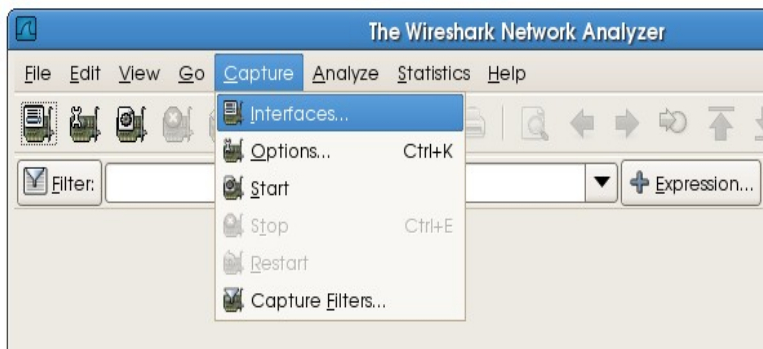 The Wireshark Network Analyzer
File Edit View Go Capture Analyze Statistics Help
Interfaces...
Options... Ctrl+K
Start
Stop Ctrl+E
Restart
Capture Filters...
Filter:
Expression...